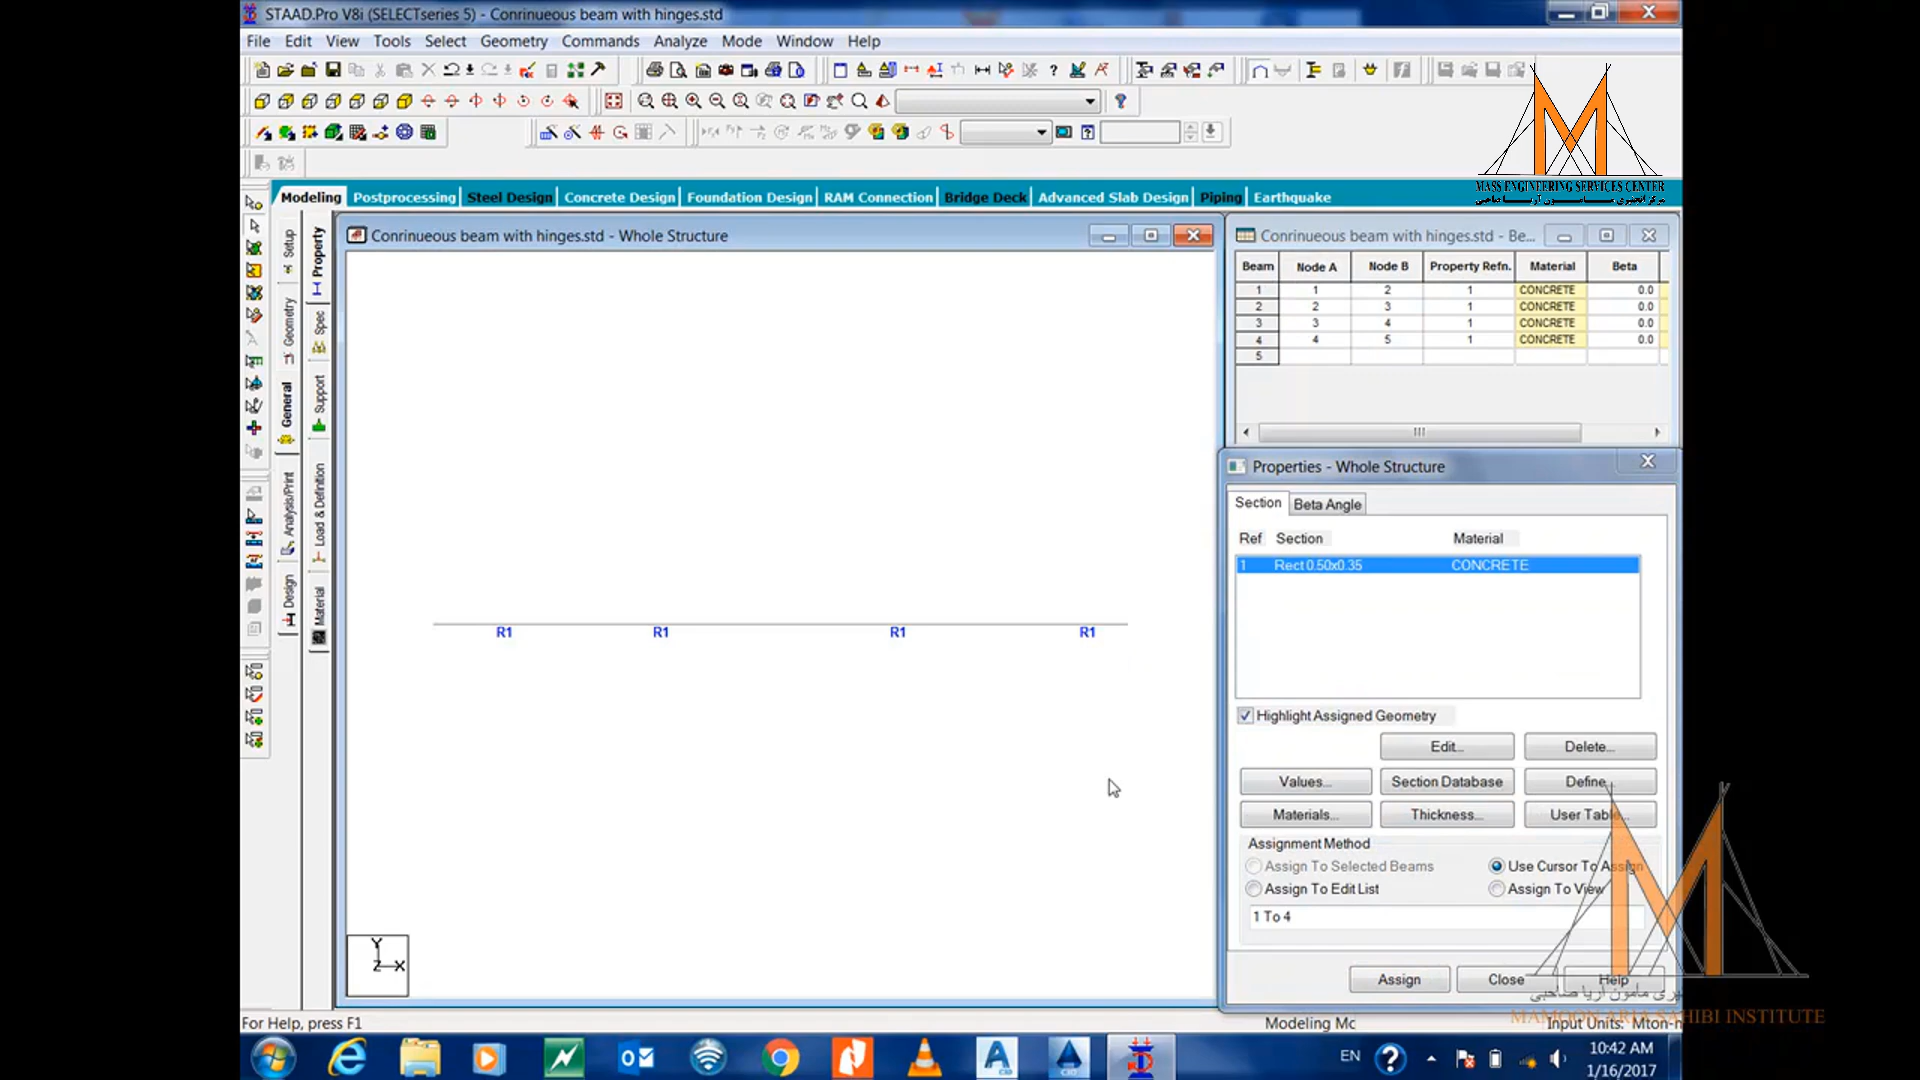 STAAD.Pro V8i (SELECTseries 5) - Conrinueous beam with hinges.std
File Edit View Tools Select Geometry Commands Analyze Mode Window Help
MASS ENGINEERING SERVICES CENTER
Modeling Postprocessing Steel Design Concrete Design Foundation Design RAM Connection Bridge Deck Advanced Slab Design Piping Earthquake
Setup
Geometry
General
Analysis/Print
Design
Property
Spec
Support
Load & Definition
Material
Conrinueous beam with hinges.std - Whole Structure
R1 R1 R1 R1
Y
Z X
Conrinueous beam with hinges.std - Be...
Beam Node A Node B Property Refn. Material Beta
1 1 2 1 CONCRETE 0.0
2 2 3 1 CONCRETE 0.0
3 3 4 1 CONCRETE 0.0
4 4 5 1 CONCRETE 0.0
5
Properties - Whole Structure
Section Beta Angle
Ref Section Material
1 Rect 0.50x0.35 CONCRETE
Highlight Assigned Geometry
Edit... Delete...
Values... Section Database Define...
Materials... Thickness... User Table...
Assignment Method
Assign To Selected Beams Use Cursor To Assign
Assign To Edit List Assign To View
1 To 4
Assign Close Help
MAMOON ARIA SAHIBI INSTITUTE
For Help, press F1 Modeling Mc Input Units: Mton-m
EN 10:42 AM
1/16/2017